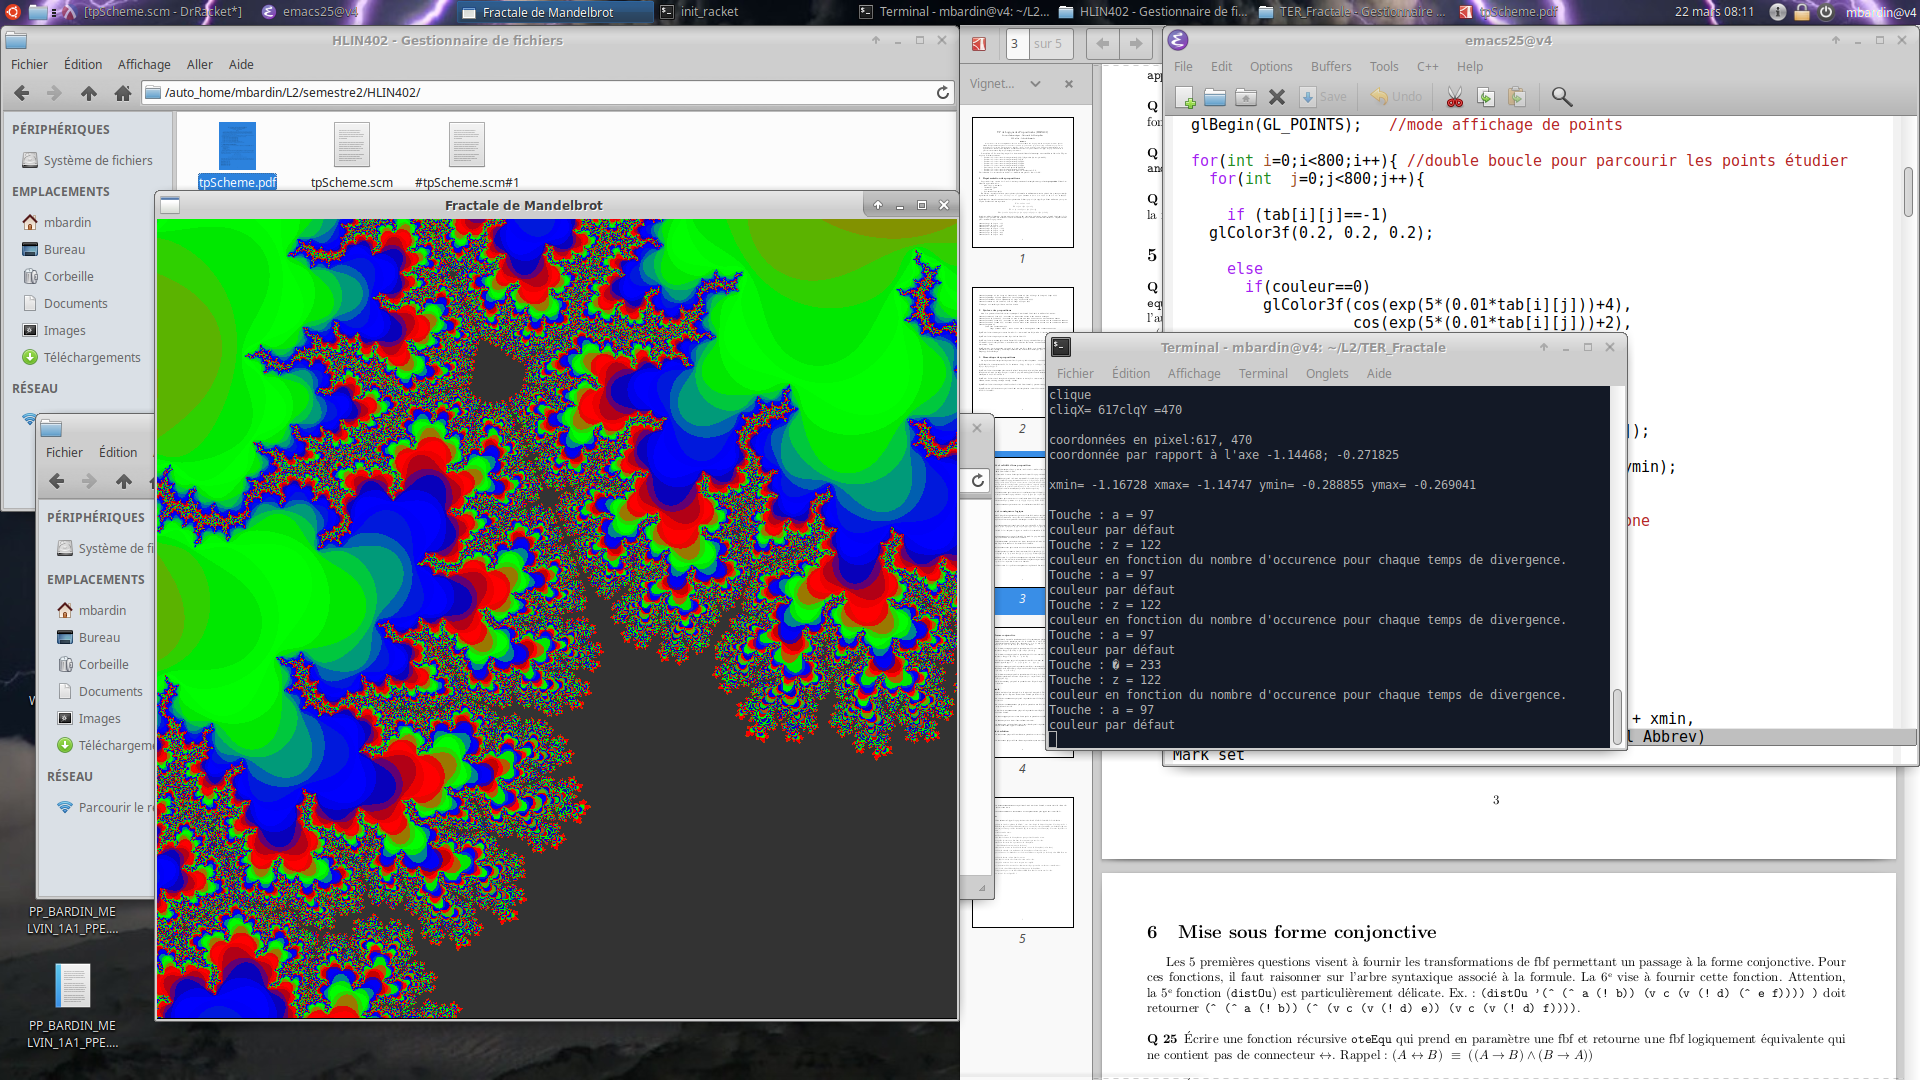 [tpScheme.scm - DrRacket*]
emacs25@v4
Fractale de Mandelbrot
init_racket
Terminal - mbardin@v4: ~/L2...
HLIN402 - Gestionnaire de fi...
TER_Fractale - Gestionnaire ...
tpScheme.pdf
22 mars 08:11
mbardin@v4
HLIN402 - Gestionnaire de fichiers
Fichier Édition Affichage Aller Aide
/auto_home/mbardin/L2/semestre2/HLIN402/
PÉRIPHÉRIQUES
Système de fichiers
EMPLACEMENTS
mbardin
Bureau
Corbeille
Documents
Images
Téléchargements
RÉSEAU
tpScheme.pdf
tpScheme.scm
#tpScheme.scm#1
Fractale de Mandelbrot
Fichier Édition
PÉRIPHÉRIQUES
Système de fi
EMPLACEMENTS
mbardin
Bureau
Corbeille
Documents
Images
Téléchargeme
RÉSEAU
Parcourir le r
PP_BARDIN_ME
LVIN_1A1_PPE....
PP_BARDIN_ME
LVIN_1A1_PPE....
3 sur 5
Vignet...
1
2
3
4
5
emacs25@v4
File Edit Options Buffers Tools C++ Help
Save Undo
glBegin(GL_POINTS); //mode affichage de points
for(int i=0;i<800;i++){ //double boucle pour parcourir les points étudier
for(int j=0;j<800;j++){
if (tab[i][j]==-1)
glColor3f(0.2, 0.2, 0.2);
else
if(couleur==0)
glColor3f(cos(exp(5*(0.01*tab[i][j]))+4),
cos(exp(5*(0.01*tab[i][j]))+2),
]);
ymin);
one
+ xmin,
l Abbrev)
Mark set
Terminal - mbardin@v4: ~/L2/TER_Fractale
Fichier Édition Affichage Terminal Onglets Aide
clique
cliqX= 617clqY =470
coordonnées en pixel:617, 470
coordonnée par rapport à l'axe -1.14468; -0.271825
xmin= -1.16728 xmax= -1.14747 ymin= -0.288855 ymax= -0.269041
Touche : a = 97
couleur par défaut
Touche : z = 122
couleur en fonction du nombre d'occurence pour chaque temps de divergence.
Touche : a = 97
couleur par défaut
Touche : z = 122
couleur en fonction du nombre d'occurence pour chaque temps de divergence.
Touche : a = 97
couleur par défaut
Touche : � = 233
Touche : z = 122
couleur en fonction du nombre d'occurence pour chaque temps de divergence.
Touche : a = 97
couleur par défaut
3
6 Mise sous forme conjonctive
Les 5 premières questions visent à fournir les transformations de fbf permettant un passage à la forme conjonctive. Pour
ces fonctions, il faut raisonner sur l'arbre syntaxique associé à la formule. La 6e vise à fournir cette fonction. Attention,
la 5e fonction (distOu) est particulièrement délicate. Ex. : (distOu '(^ (^ a (! b)) (v c (v (! d) (^ e f)))) ) doit
retourner (^ (^ a (! b)) (^ (v c (v (! d) e)) (v c (v (! d) f)))).
Q 25 Écrire une fonction récursive oteEqu qui prend en paramètre une fbf et retourne une fbf logiquement équivalente qui
ne contient pas de connecteur ↔. Rappel : (A ↔ B) ≡ ((A → B) ∧ (B → A))